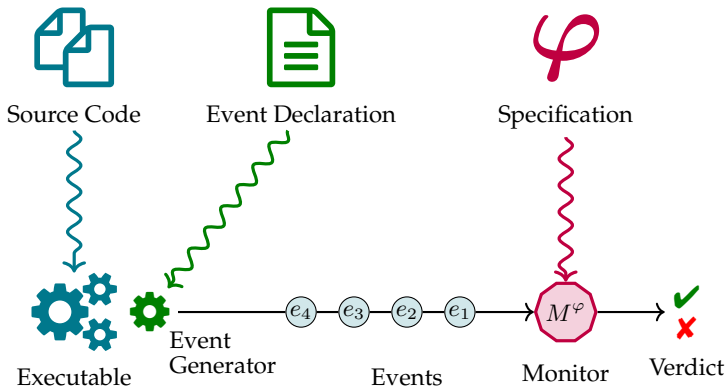 φ
Source Code
Event Declaration
Specification
e₄
e₃
e₂
e₁
M^φ
Event
Generator
Executable
Events
Monitor
Verdict